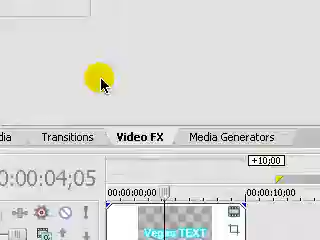 dia Transitions Video FX Media Generators
+10;00
0:00:04;05
00:00:00;00 00:00:10;00
Vegas TEXT